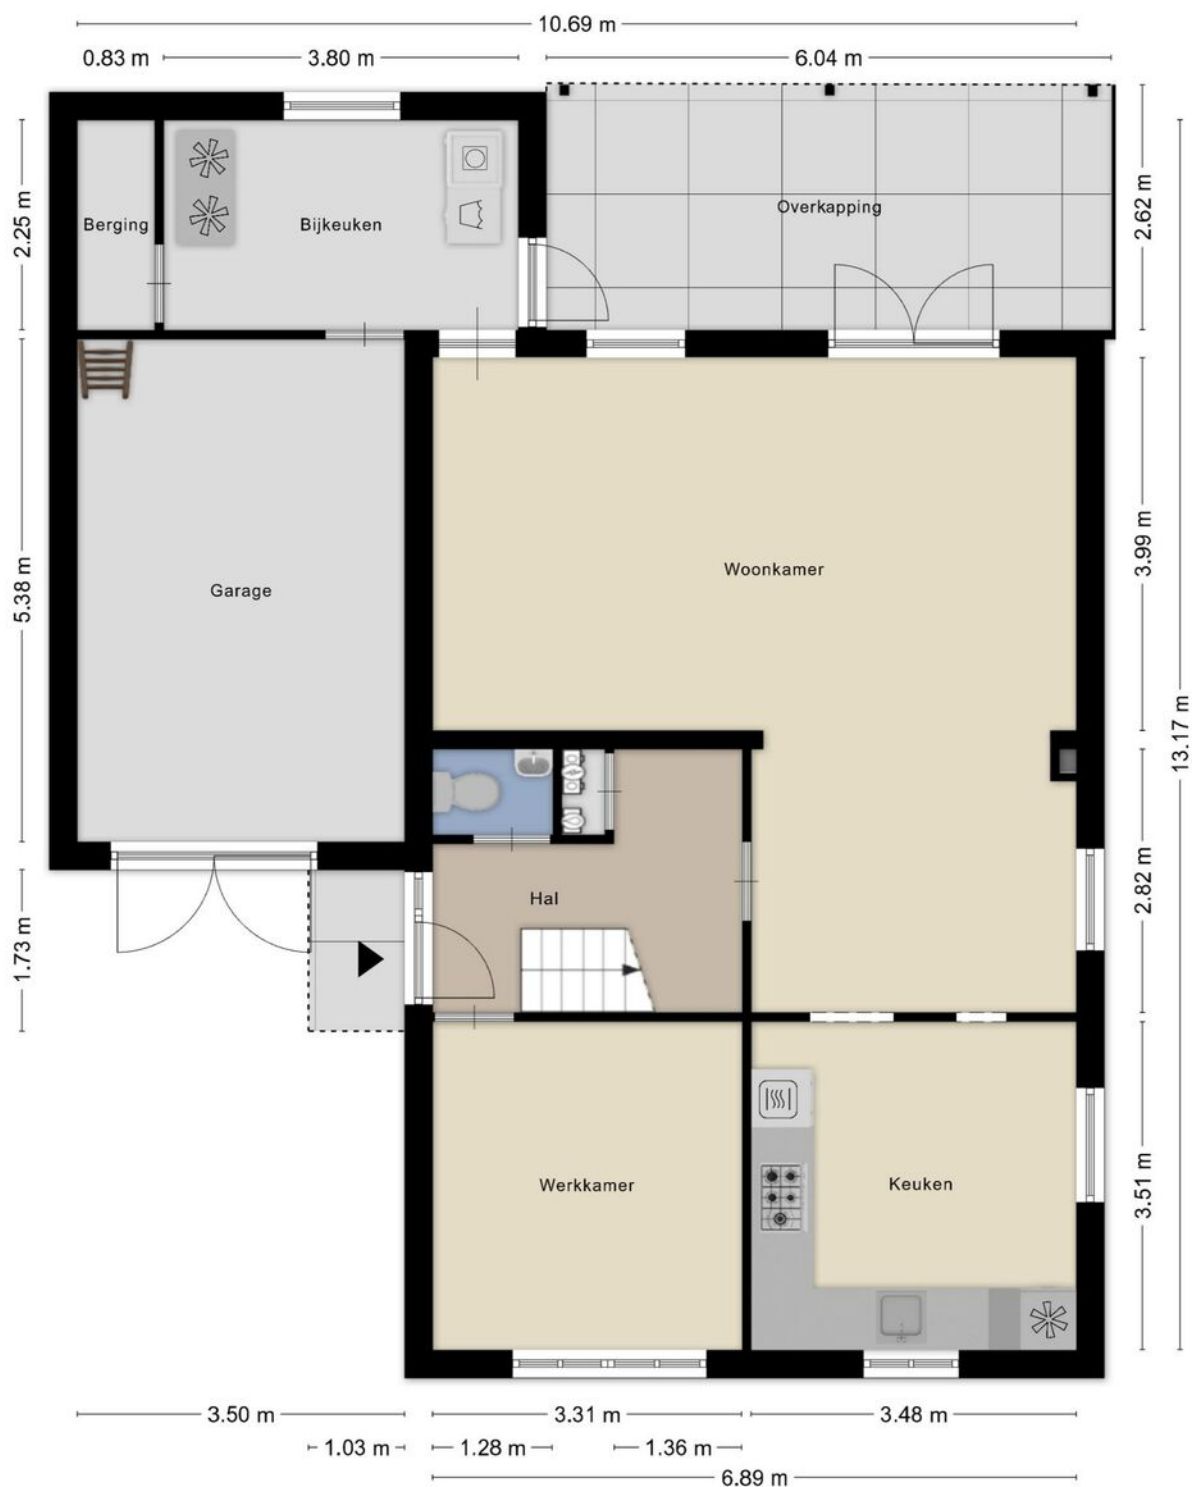 10.69 m
0.83 m
3.80 m
6.04 m
2.25 m
2.62 m
Berging
Bijkeuken
Overkapping
5.38 m
3.99 m
Woonkamer
Garage
13.17 m
2.82 m
Hal
1.73 m
3.51 m
Werkkamer
Keuken
3.50 m
3.31 m
3.48 m
1.03 m
1.28 m
1.36 m
6.89 m